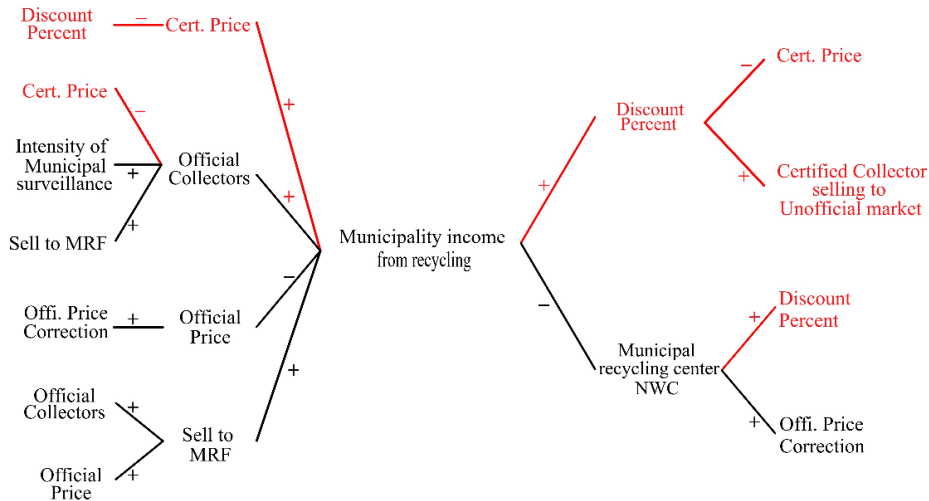 Discount
Percent
−
Cert. Price
Cert. Price
−
+
Intensity of
Municipal
surveillance
+
Official
Collectors
+
Sell to MRF
+
Offi. Price
Correction
+
Official
Price
−
Official
Collectors
+
Sell to
MRF
+
Official
Price
+
Municipality income
from recycling
+
Discount
Percent
−
Cert. Price
+
Certified Collector
selling to
Unofficial market
−
Municipal
recycling center
NWC
+
Discount
Percent
+
Offi. Price
Correction